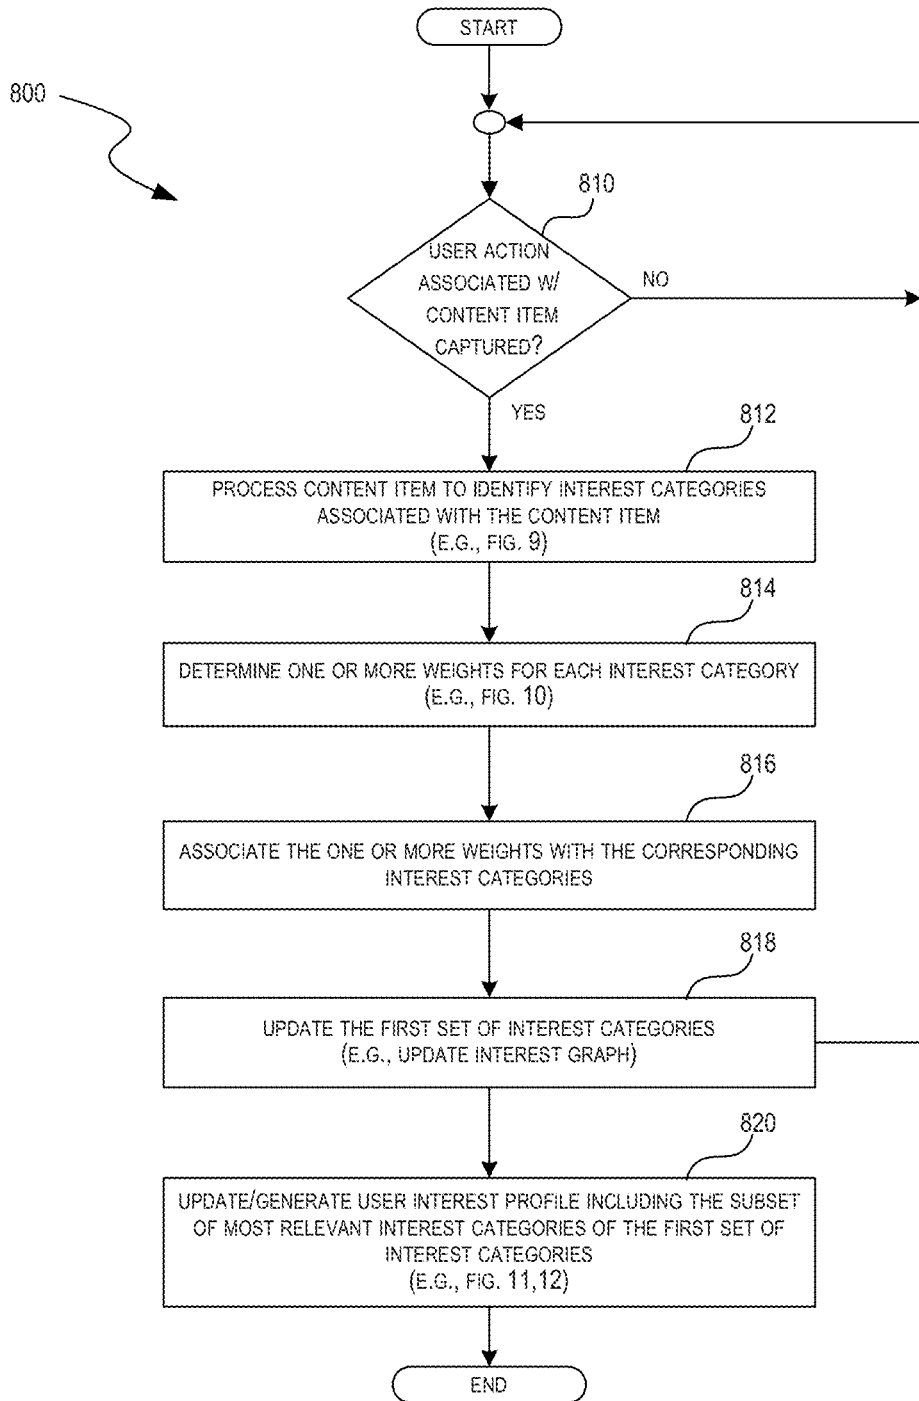 START
800
810
USER ACTION
ASSOCIATED W/
CONTENT ITEM
CAPTURED?
NO
YES
812
PROCESS CONTENT ITEM TO IDENTIFY INTEREST CATEGORIES
ASSOCIATED WITH THE CONTENT ITEM
(E.G., FIG. 9)
814
DETERMINE ONE OR MORE WEIGHTS FOR EACH INTEREST CATEGORY
(E.G., FIG. 10)
816
ASSOCIATE THE ONE OR MORE WEIGHTS WITH THE CORRESPONDING
INTEREST CATEGORIES
818
UPDATE THE FIRST SET OF INTEREST CATEGORIES
(E.G., UPDATE INTEREST GRAPH)
820
UPDATE/GENERATE USER INTEREST PROFILE INCLUDING THE SUBSET
OF MOST RELEVANT INTEREST CATEGORIES OF THE FIRST SET OF
INTEREST CATEGORIES
(E.G., FIG. 11,12)
END